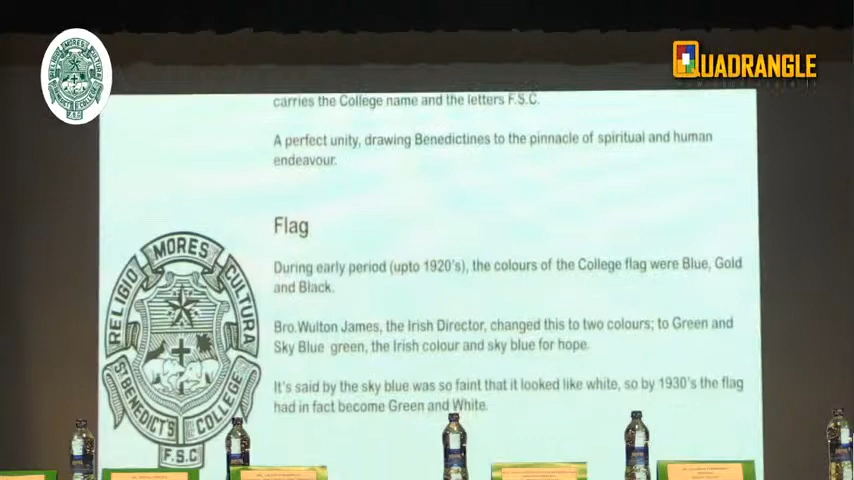 QUADRANGLE
RELIGIO MORES CULTURA
carries the College name and the letters F.S.C.
A perfect unity, drawing Benedictines to the pinnacle of spiritual and human
endeavour.
Flag
During early period (upto 1920's), the colours of the College flag were Blue, Gold
and Black.
Bro.Wulton James, the Irish Director, changed this to two colours; to Green and
Sky Blue green, the Irish colour and sky blue for hope.
It's said by the sky blue was so faint that it looked like white, so by 1930's the flag
had in fact become Green and White.
RELIGIO MORES CULTURA
ST BENEDICT'S COLLEGE
F.S.C